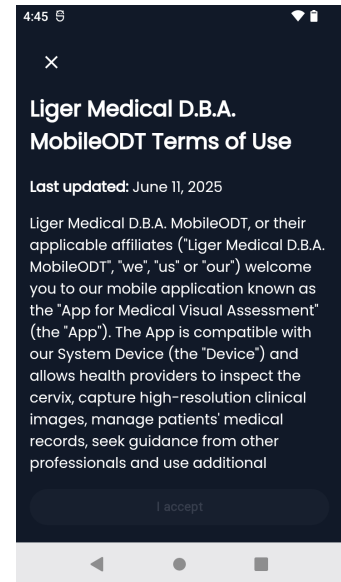 4:45
Liger Medical D.B.A.
MobileODT Terms of Use
Last updated: June 11, 2025
Liger Medical D.B.A. MobileODT, or their
applicable affiliates ("Liger Medical D.B.A.
MobileODT", "we", "us" or "our") welcome
you to our mobile application known as
the "App for Medical Visual Assessment"
(the "App"). The App is compatible with
our System Device (the "Device") and
allows health providers to inspect the
cervix, capture high-resolution clinical
images, manage patients' medical
records, seek guidance from other
professionals and use additional
I accept